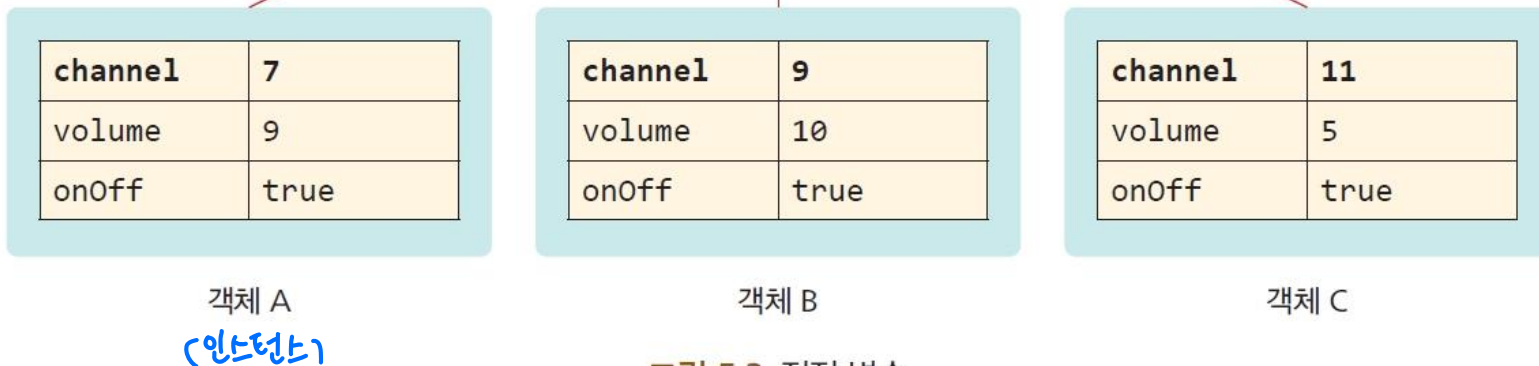 channel 7
volume 9
onOff true
channel 9
volume 10
onOff true
channel 11
volume 5
onOff true
객체 A
객체 B
객체 C
(인스턴스)